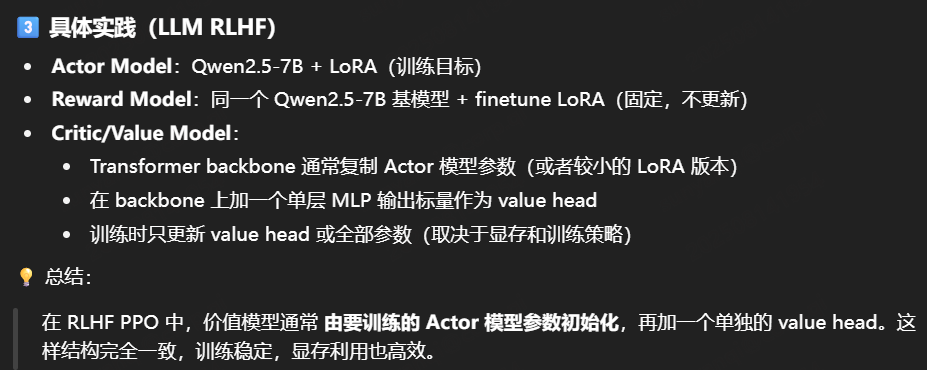 3 具体实践（LLM RLHF）
• Actor Model：Qwen2.5-7B + LoRA（训练目标）
• Reward Model：同一个 Qwen2.5-7B 基模型 + finetune LoRA（固定，不更新）
• Critic/Value Model：
• Transformer backbone 通常复制 Actor 模型参数（或者较小的 LoRA 版本）
• 在 backbone 上加一个单层 MLP 输出标量作为 value head
• 训练时只更新 value head 或全部参数（取决于显存和训练策略）
💡 总结：
在 RLHF PPO 中，价值模型通常 由要训练的 Actor 模型参数初始化，再加一个单独的 value head。这
样结构完全一致，训练稳定，显存利用也高效。